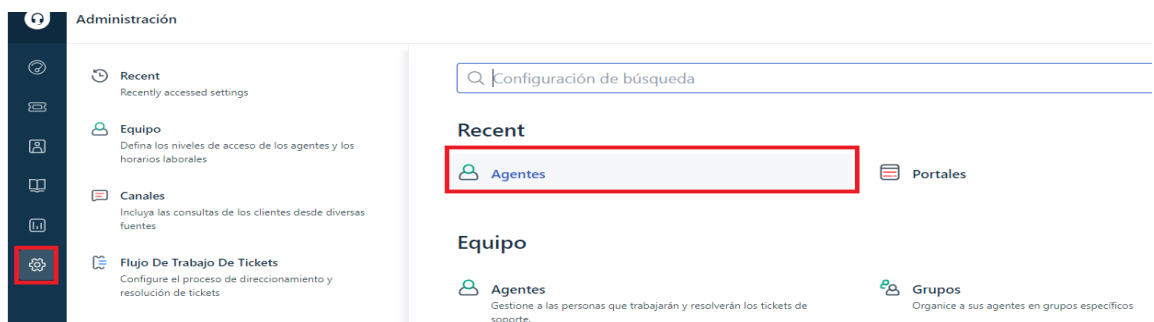 Administración
Recent
Recently accessed settings
Equipo
Defina los niveles de acceso de los agentes y los
horarios laborales
Canales
Incluya las consultas de los clientes desde diversas
fuentes
Flujo De Trabajo De Tickets
Configure el proceso de direccionamiento y
resolución de tickets
Configuración de búsqueda
Recent
Agentes
Portales
Equipo
Agentes
Gestione a las personas que trabajarán y resolverán los tickets de
soporte.
Grupos
Organice a sus agentes en grupos específicos